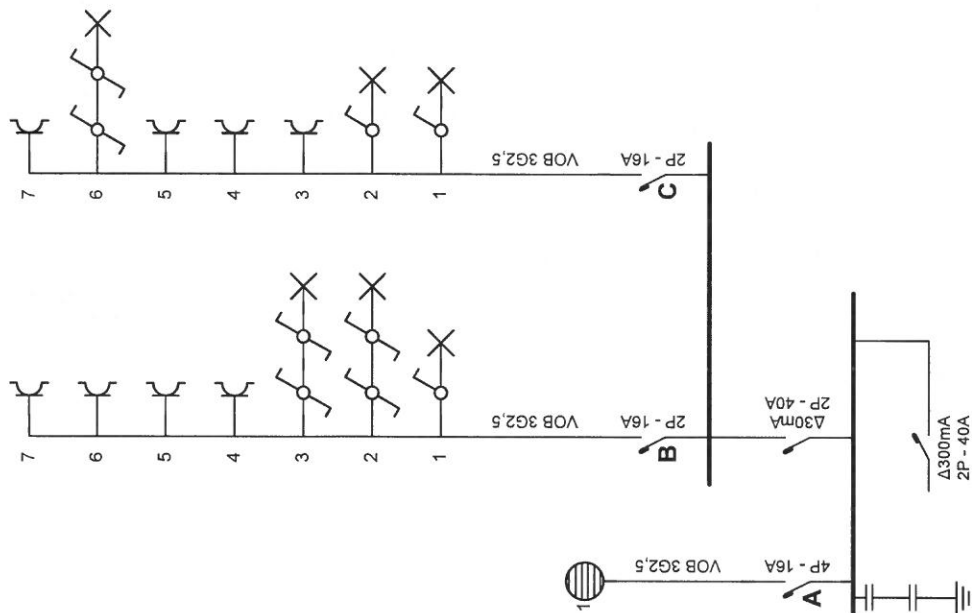 7
6
5
4
3
2
1
VOB 3G2,5
2P - 16A
C
7
6
5
4
3
2
1
VOB 3G2,5
2P - 16A
B
Δ30mA
2P - 40A
1
VOB 3G2,5
4P - 16A
A
Δ300mA
2P - 40A